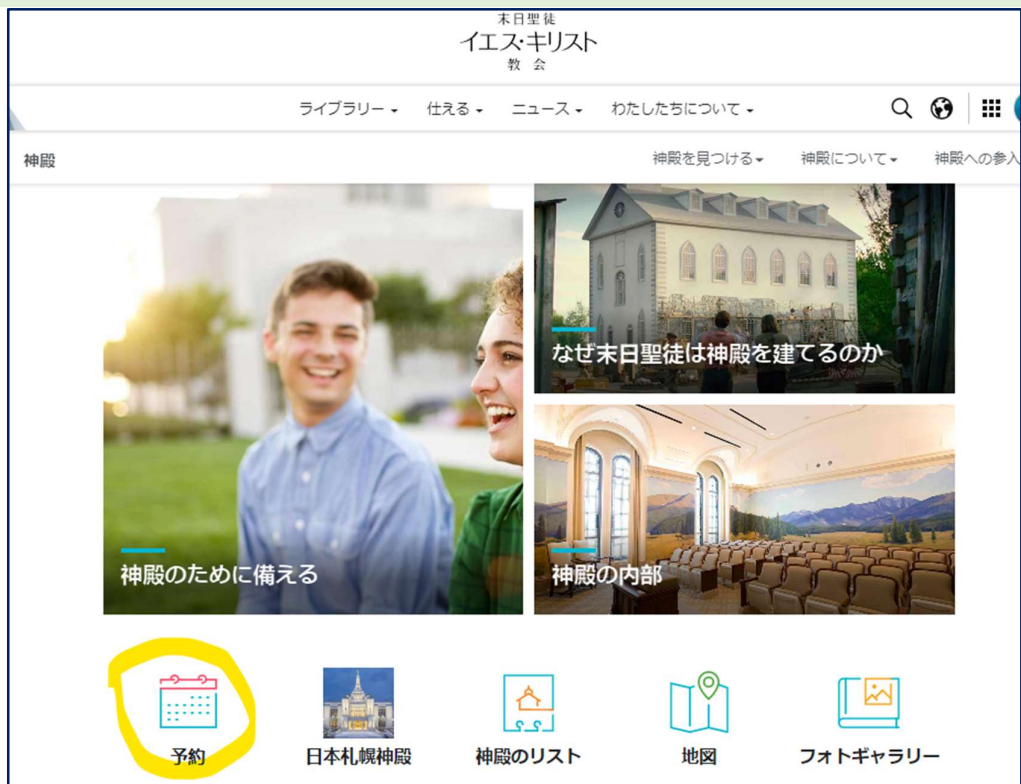 末日聖徒
イエス・キリスト
教 会
ライブラリー 仕える ニュース わたしたちについて
神殿 神殿を見つける 神殿について 神殿への参入
なぜ末日聖徒は神殿を建てるのか
神殿のために備える
神殿の内部
予約 日本札幌神殿 神殿のリスト 地図 フォトギャラリー